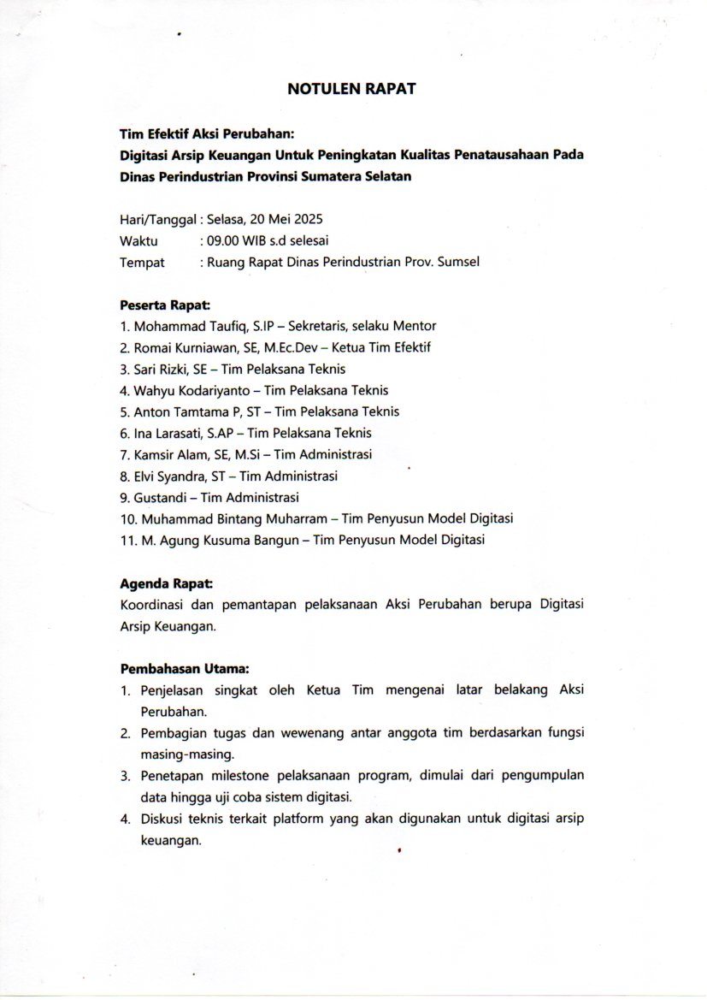 NOTULEN RAPAT
Tim Efektif Aksi Perubahan:
Digitasi Arsip Keuangan Untuk Peningkatan Kualitas Penatausahaan Pada
Dinas Perindustrian Provinsi Sumatera Selatan
Hari/Tanggal : Selasa, 20 Mei 2025
Waktu : 09.00 WIB s.d selesai
Tempat : Ruang Rapat Dinas Perindustrian Prov. Sumsel
Peserta Rapat:
1. Mohammad Taufiq, S.IP – Sekretaris, selaku Mentor
2. Romai Kurniawan, SE, M.Ec.Dev – Ketua Tim Efektif
3. Sari Rizki, SE – Tim Pelaksana Teknis
4. Wahyu Kodariyanto – Tim Pelaksana Teknis
5. Anton Tamtama P, ST – Tim Pelaksana Teknis
6. Ina Larasati, S.AP – Tim Pelaksana Teknis
7. Kamsir Alam, SE, M.Si – Tim Administrasi
8. Elvi Syandra, ST – Tim Administrasi
9. Gustandi – Tim Administrasi
10. Muhammad Bintang Muharram – Tim Penyusun Model Digitasi
11. M. Agung Kusuma Bangun – Tim Penyusun Model Digitasi
Agenda Rapat:
Koordinasi dan pemantapan pelaksanaan Aksi Perubahan berupa Digitasi
Arsip Keuangan.
Pembahasan Utama:
1. Penjelasan singkat oleh Ketua Tim mengenai latar belakang Aksi
Perubahan.
2. Pembagian tugas dan wewenang antar anggota tim berdasarkan fungsi
masing-masing.
3. Penetapan milestone pelaksanaan program, dimulai dari pengumpulan
data hingga uji coba sistem digitasi.
4. Diskusi teknis terkait platform yang akan digunakan untuk digitasi arsip
keuangan.